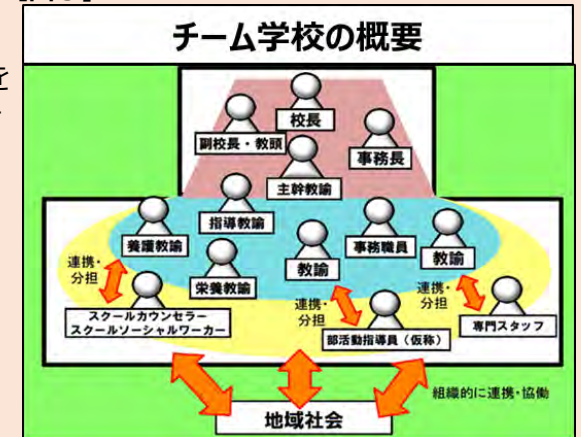 を
チーム学校の概要
校長
副校長・教頭
事務長
主幹教諭
指導教諭
養護教諭
事務職員
教諭
教諭
栄養教諭
連携・
分担
連携・
分担
連携・
分担
スクールカウンセラー
スクールソーシャルワーカー
部活動指導員(仮称)
専門スタッフ
組織的に連携・協働
地域社会